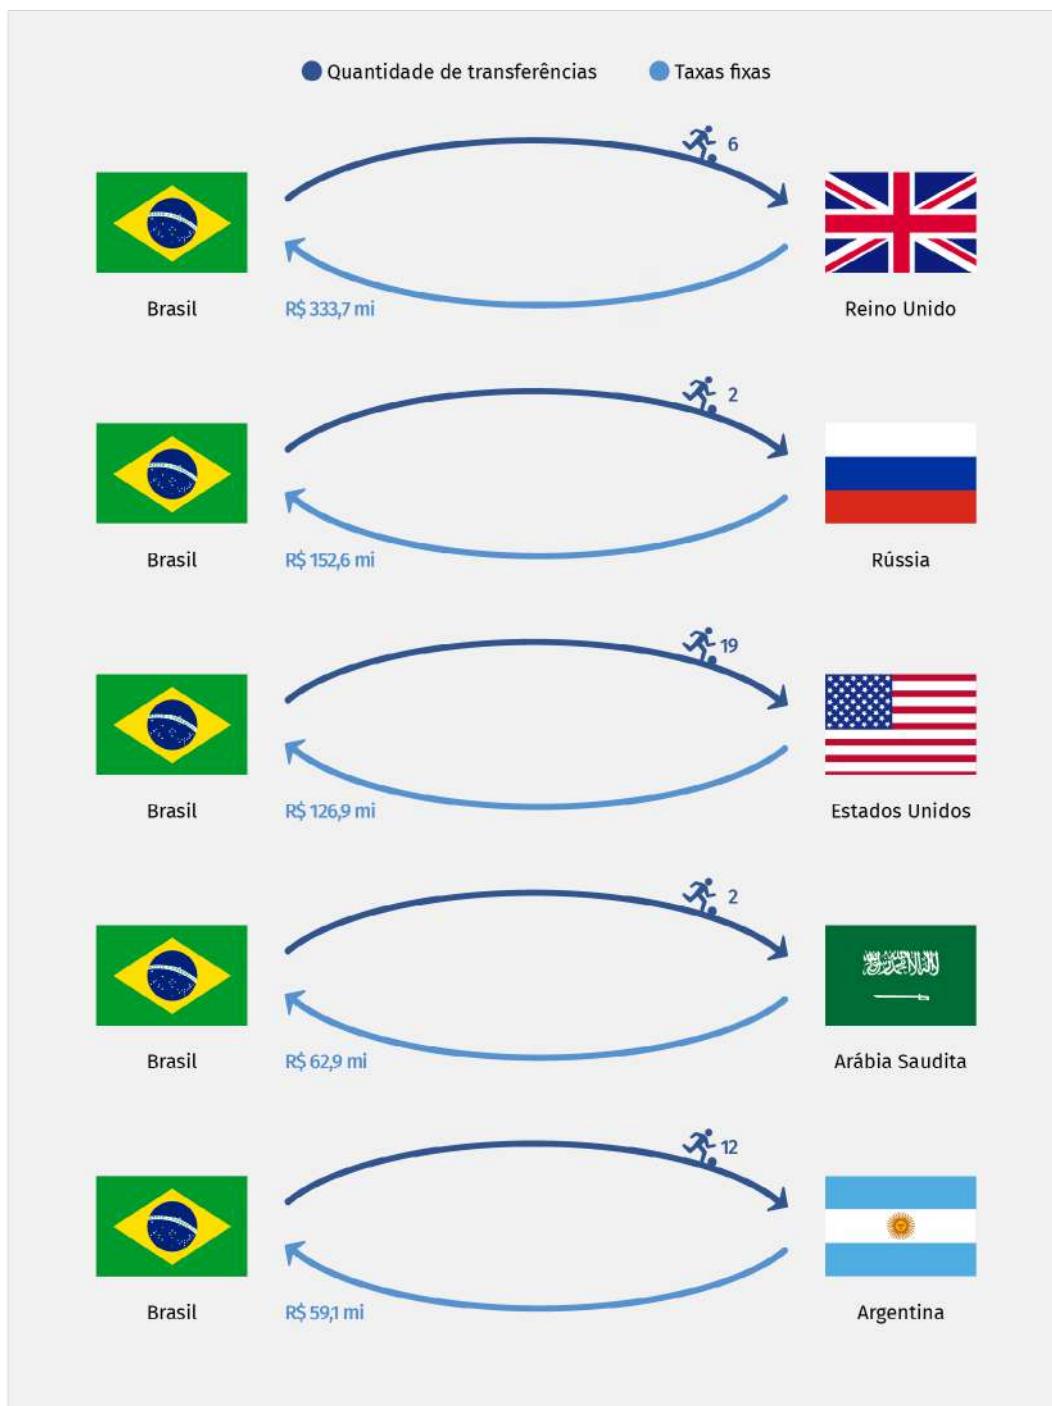 Quantidade de transferências
Taxas fixas
6
Brasil
R$ 333,7 mi
Reino Unido
2
Brasil
R$ 152,6 mi
Rússia
19
Brasil
R$ 126,9 mi
Estados Unidos
2
Brasil
R$ 62,9 mi
Arábia Saudita
12
Brasil
R$ 59,1 mi
Argentina